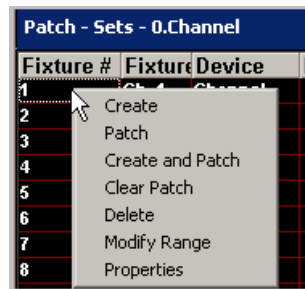 Patch - Sets - 0.Channel
Fixture # Fixture Device
1
Create
2
Patch
3
Create and Patch
4
Clear Patch
5
Delete
6
Modify Range
7
Properties
8